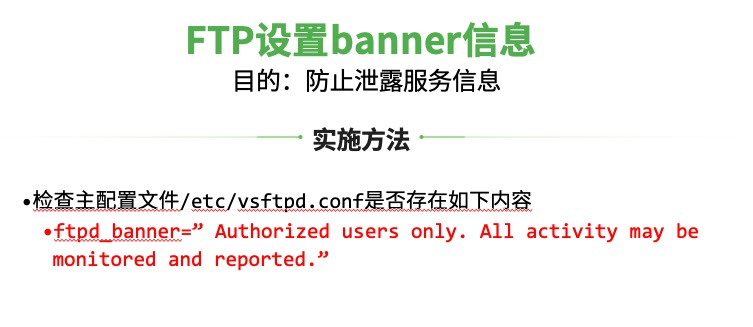 FTP设置banner信息
目的：防止泄露服务信息
实施方法
•检查主配置文件/etc/vsftpd.conf是否存在如下内容
•ftpd_banner=” Authorized users only. All activity may be
monitored and reported.”